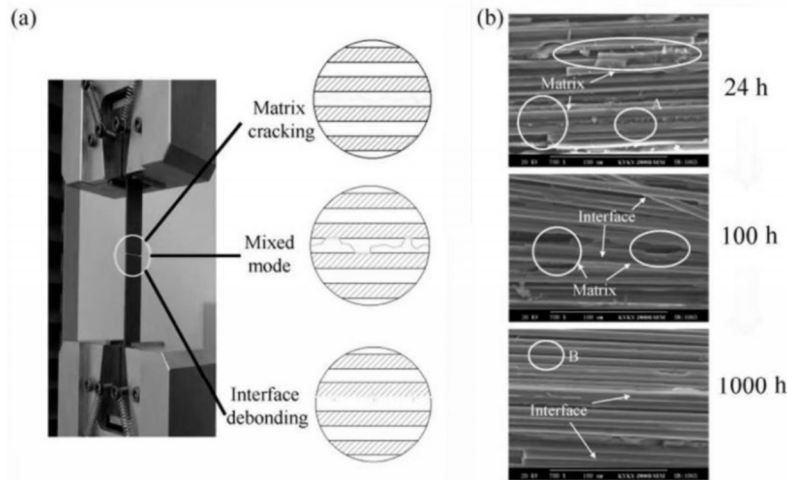 (a)
Matrix
cracking
Mixed
mode
Interface
debonding
(b)
Matrix
A
24 h
Interface
Matrix
100 h
B
Interface
1000 h